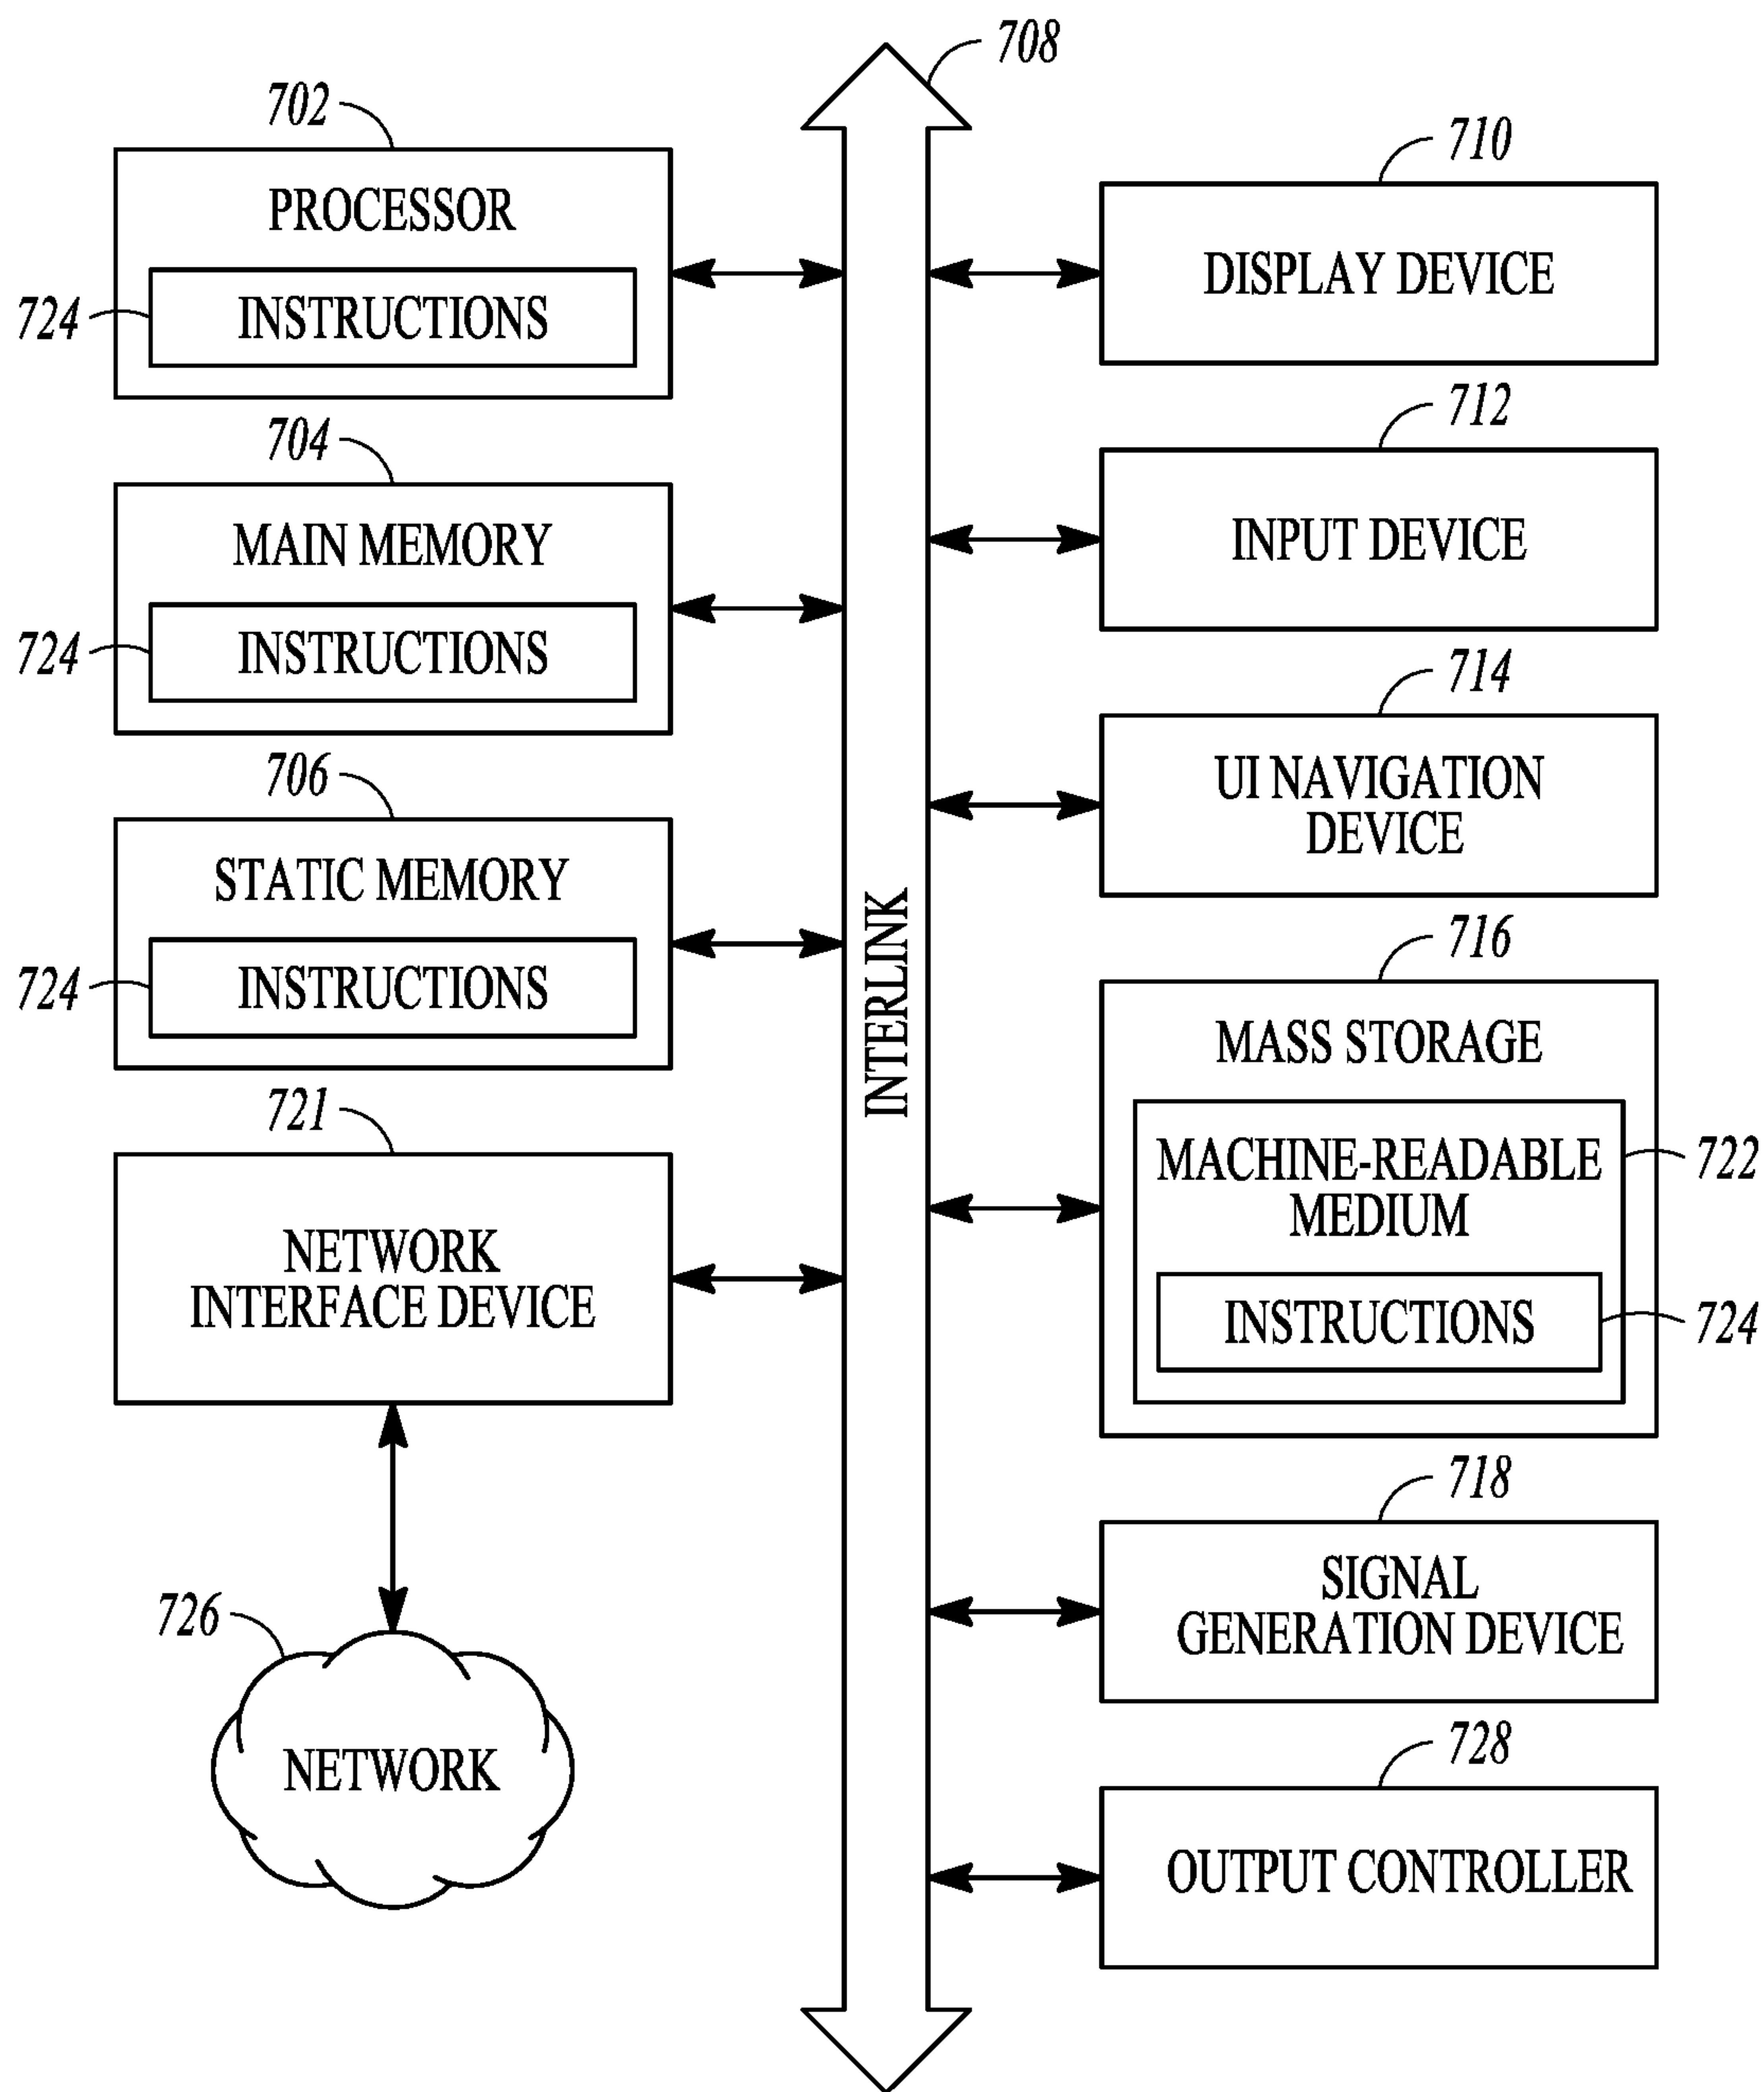 708
702
PROCESSOR
724
INSTRUCTIONS
704
MAIN MEMORY
724
INSTRUCTIONS
706
STATIC MEMORY
724
INSTRUCTIONS
721
NETWORK
INTERFACE DEVICE
726
NETWORK
INTERLINK
710
DISPLAY DEVICE
712
INPUT DEVICE
714
UI NAVIGATION
DEVICE
716
MASS STORAGE
MACHINE-READABLE
MEDIUM
722
INSTRUCTIONS
724
718
SIGNAL
GENERATION DEVICE
728
OUTPUT CONTROLLER